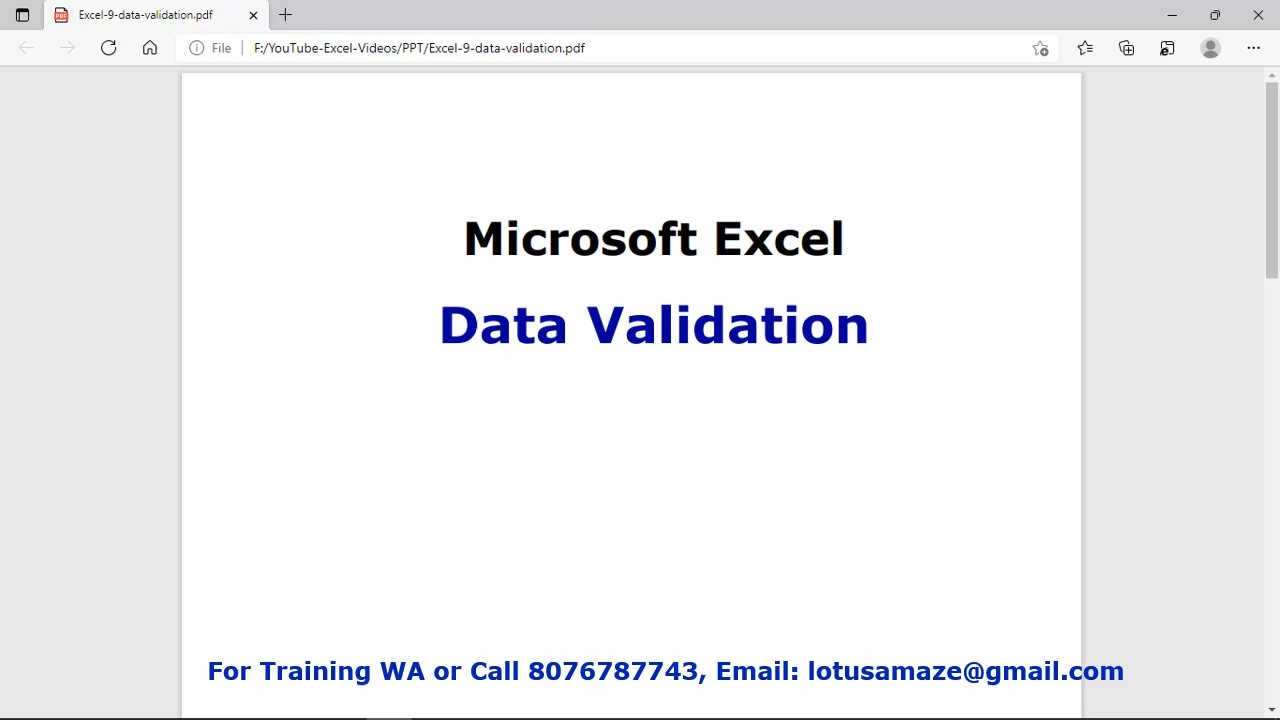 Excel-9-data-validation.pdf
File F:/YouTube-Excel-Videos/PPT/Excel-9-data-validation.pdf
Microsoft Excel
Data Validation
For Training WA or Call 8076787743, Email: lotusamaze@gmail.com